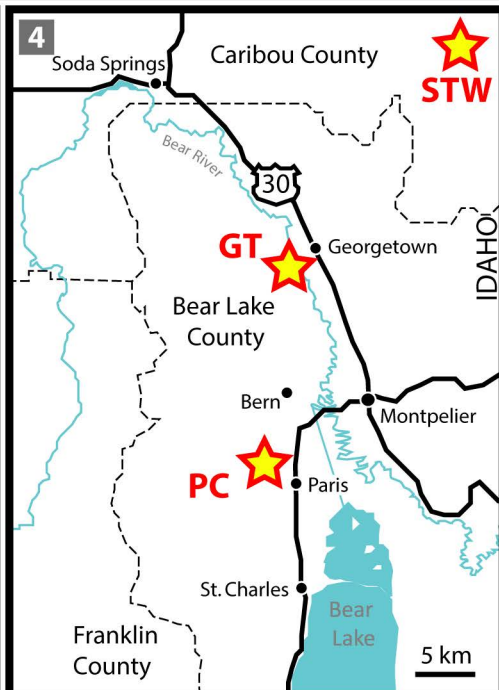 4
Soda Springs
Caribou County
STW
Bear River
30
GT
Georgetown
IDAHO
Bear Lake
County
Bern
Montpelier
PC
Paris
St. Charles
Bear
Lake
Franklin
County
5 km